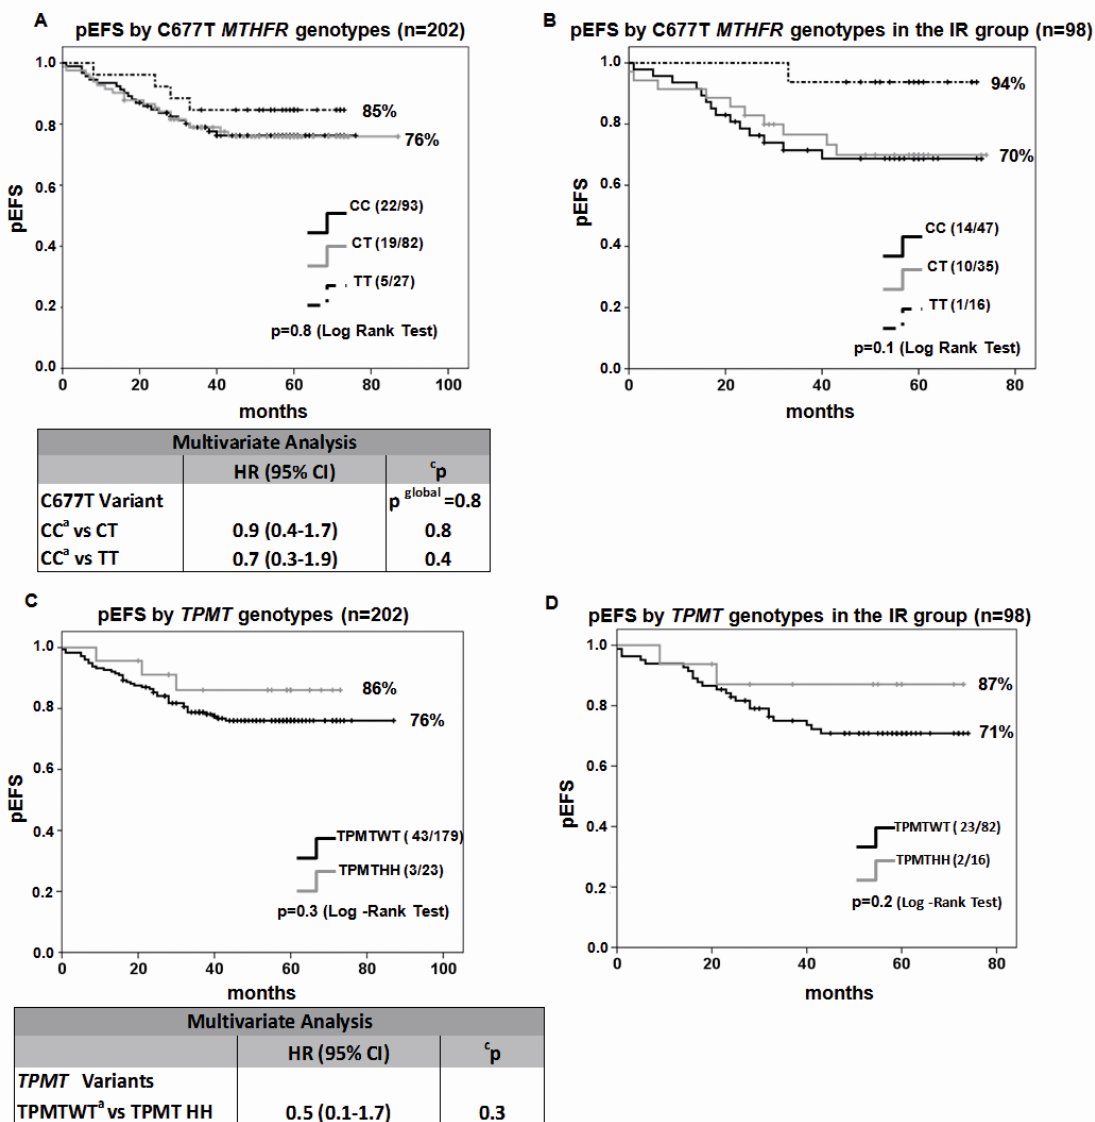 A
pEFS by C677T MTHFR genotypes (n=202)
1.0
0.8
0.6
0.4
0.2
0.0
pEFS
85%
76%
CC (22/93)
CT (19/82)
TT (5/27)
p=0.8 (Log Rank Test)
0 20 40 60 80 100
months
Multivariate Analysis
HR (95% CI) cp
C677T Variant p global =0.8
CCa vs CT 0.9 (0.4-1.7) 0.8
CCa vs TT 0.7 (0.3-1.9) 0.4
B
pEFS by C677T MTHFR genotypes in the IR group (n=98)
1.0
0.8
0.6
0.4
0.2
0.0
pEFS
94%
70%
CC (14/47)
CT (10/35)
TT (1/16)
p=0.1 (Log Rank Test)
0 20 40 60 80
months
C
pEFS by TPMT genotypes (n=202)
1.0
0.8
0.6
0.4
0.2
0.0
pEFS
86%
76%
TPMTWT ( 43/179)
TPMTHH (3/23)
p=0.3 (Log -Rank Test)
0 20 40 60 80 100
months
Multivariate Analysis
HR (95% CI) cp
TPMT Variants
TPMTWTa vs TPMT HH 0.5 (0.1-1.7) 0.3
D
pEFS by TPMT genotypes in the IR group (n=98)
1.0
0.8
0.6
0.4
0.2
0.0
pEFS
87%
71%
TPMTWT ( 23/82)
TPMTHH (2/16)
p=0.2 (Log -Rank Test)
0 20 40 60 80
months